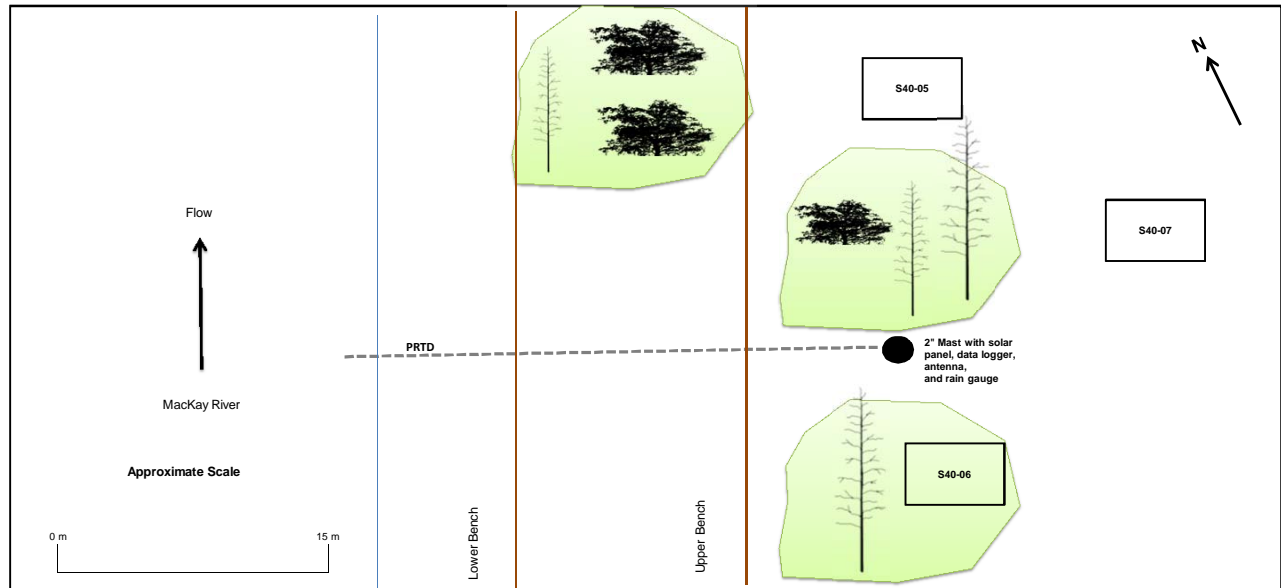 N
S40-05
S40-07
Flow
PRTD
2" Mast with solar
panel, data logger,
antenna,
and rain gauge
MacKay River
Approximate Scale
S40-06
0 m
15 m
Lower Bench
Upper Bench